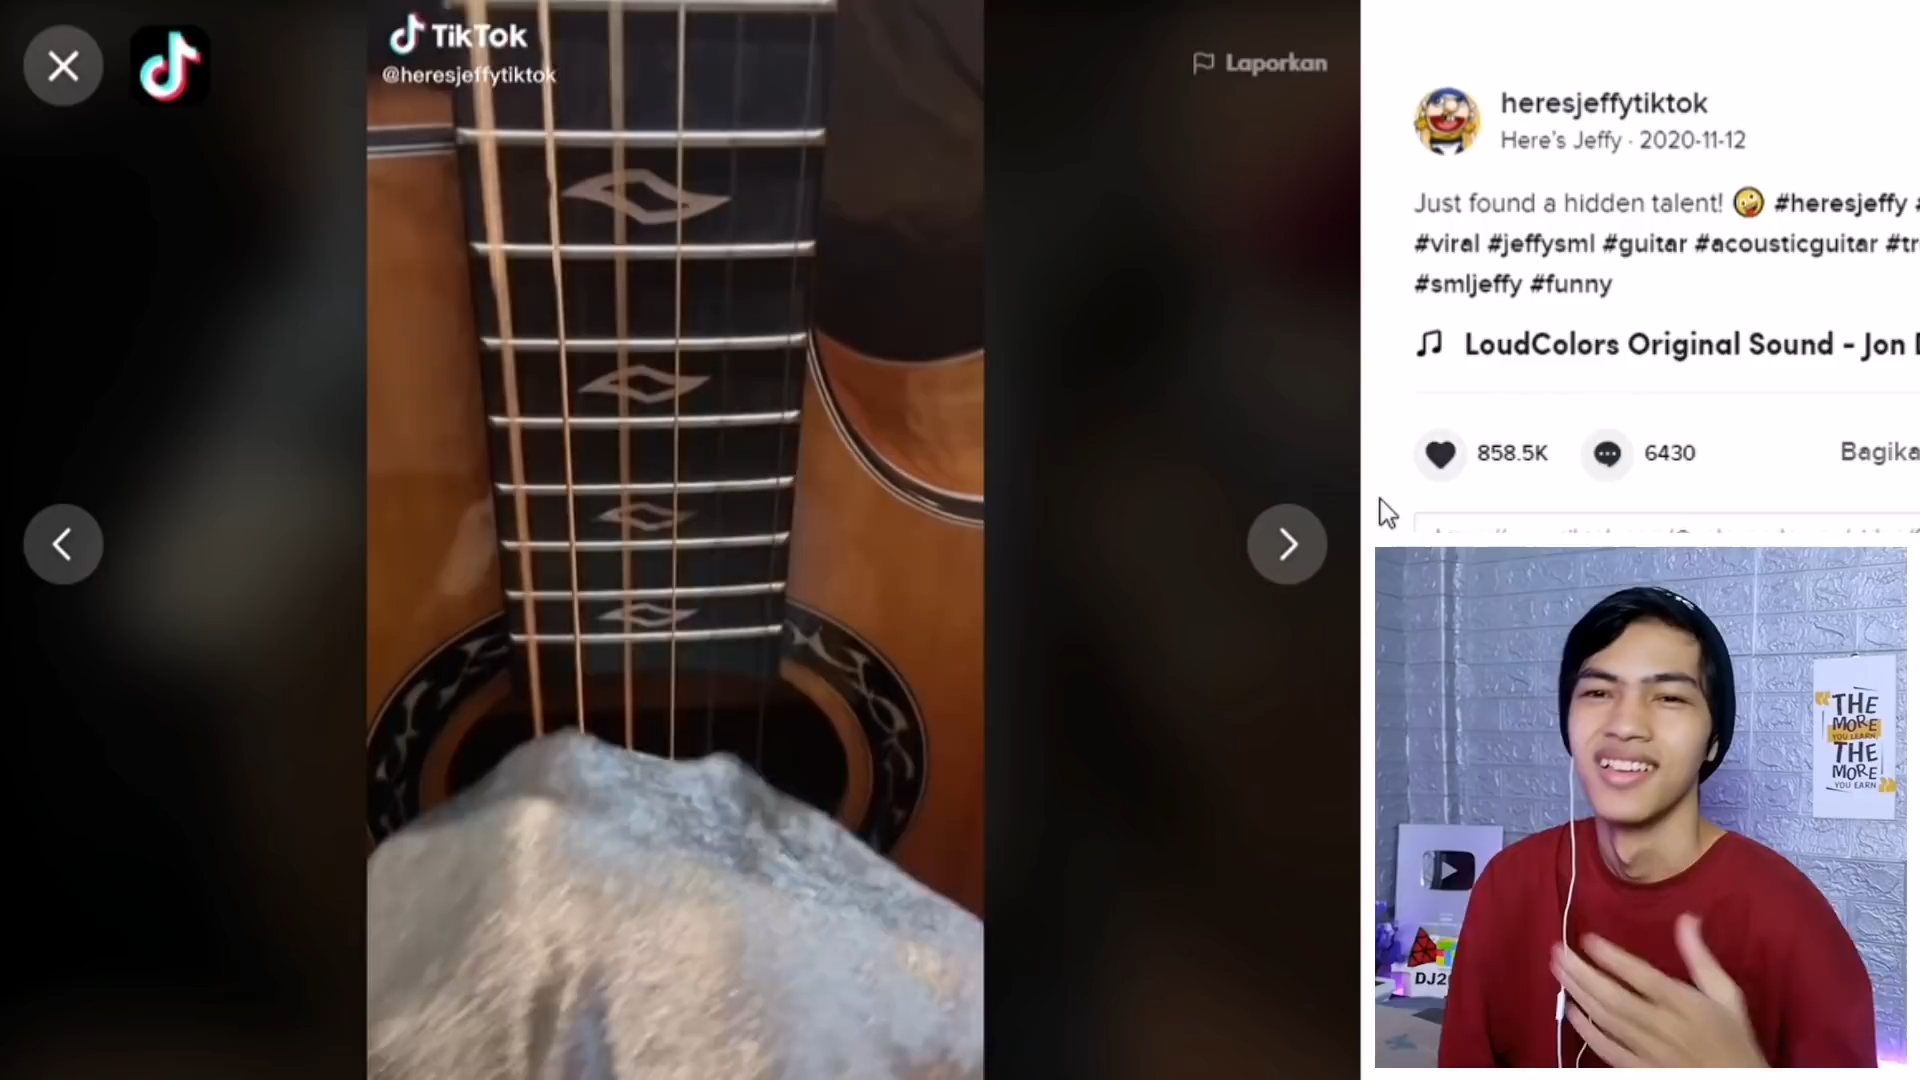 TikTok
@heresjeffytiktok
Laporkan
heresjeffytiktok
Here's Jeffy · 2020-11-12
Just found a hidden talent! 🤪 #heresjeffy
#viral #jeffysml #guitar #acousticguitar #tr
#smljeffy #funny
LoudColors Original Sound - Jon
858.5K
6430
Bagika
“THE
MORE
YOU LEARN
THE
MORE
YOU EARN”
DJ2